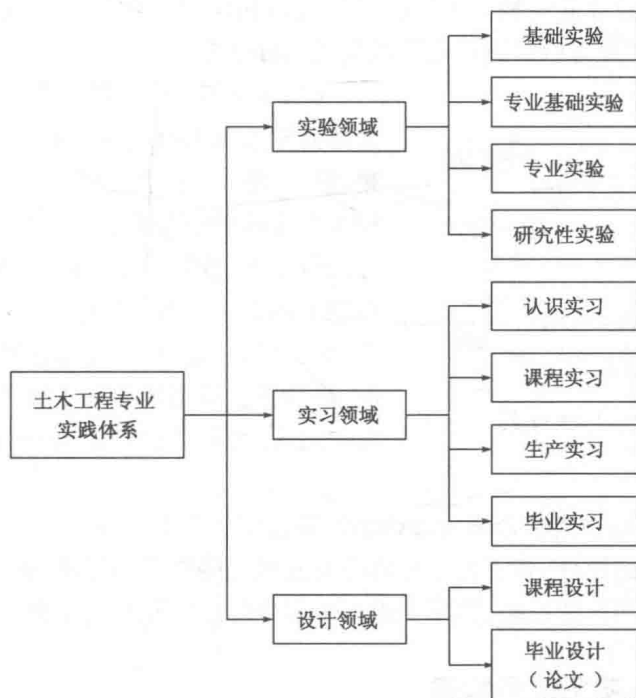 基础实验
专业基础实验
实验领域
专业实验
研究性实验
认识实习
课程实习
土木工程专业
实践体系
实习领域
生产实习
毕业实习
课程设计
设计领域
毕业设计
（论文）